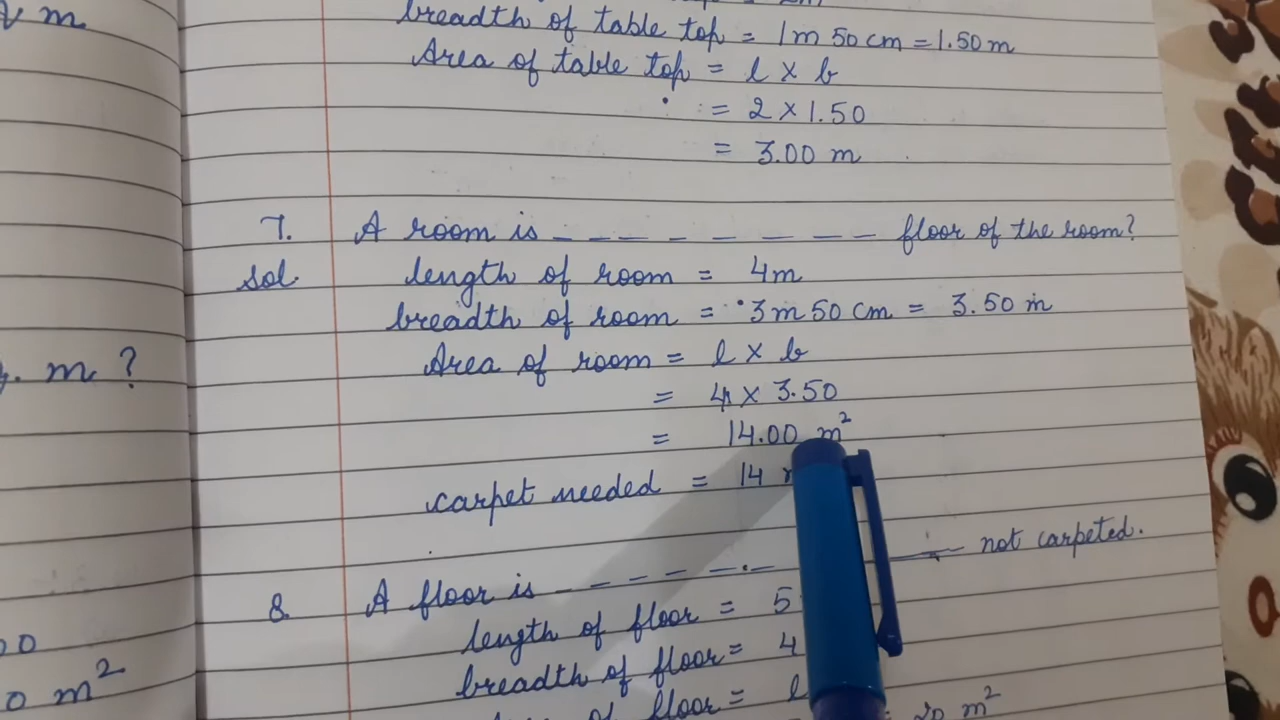 m
breadth of table top = 1m 50 cm = 1.50 m
Area of table top = l x b
= 2 x 1.50
= 3.00 m
7. A room is _ _ _ _ _ _ _ _ _ floor of the room?
Sol length of room = 4m
breadth of room = 3m 50 cm = 3.50 m
m ?
Area of room = l x b
= 4 x 3.50
= 14.00 m²
carpet needed = 14
8. A floor is _ _ _ _ _ _ not carpeted.
length of floor = 5
breadth of floor = 4
m²
of floor = l
20 m²